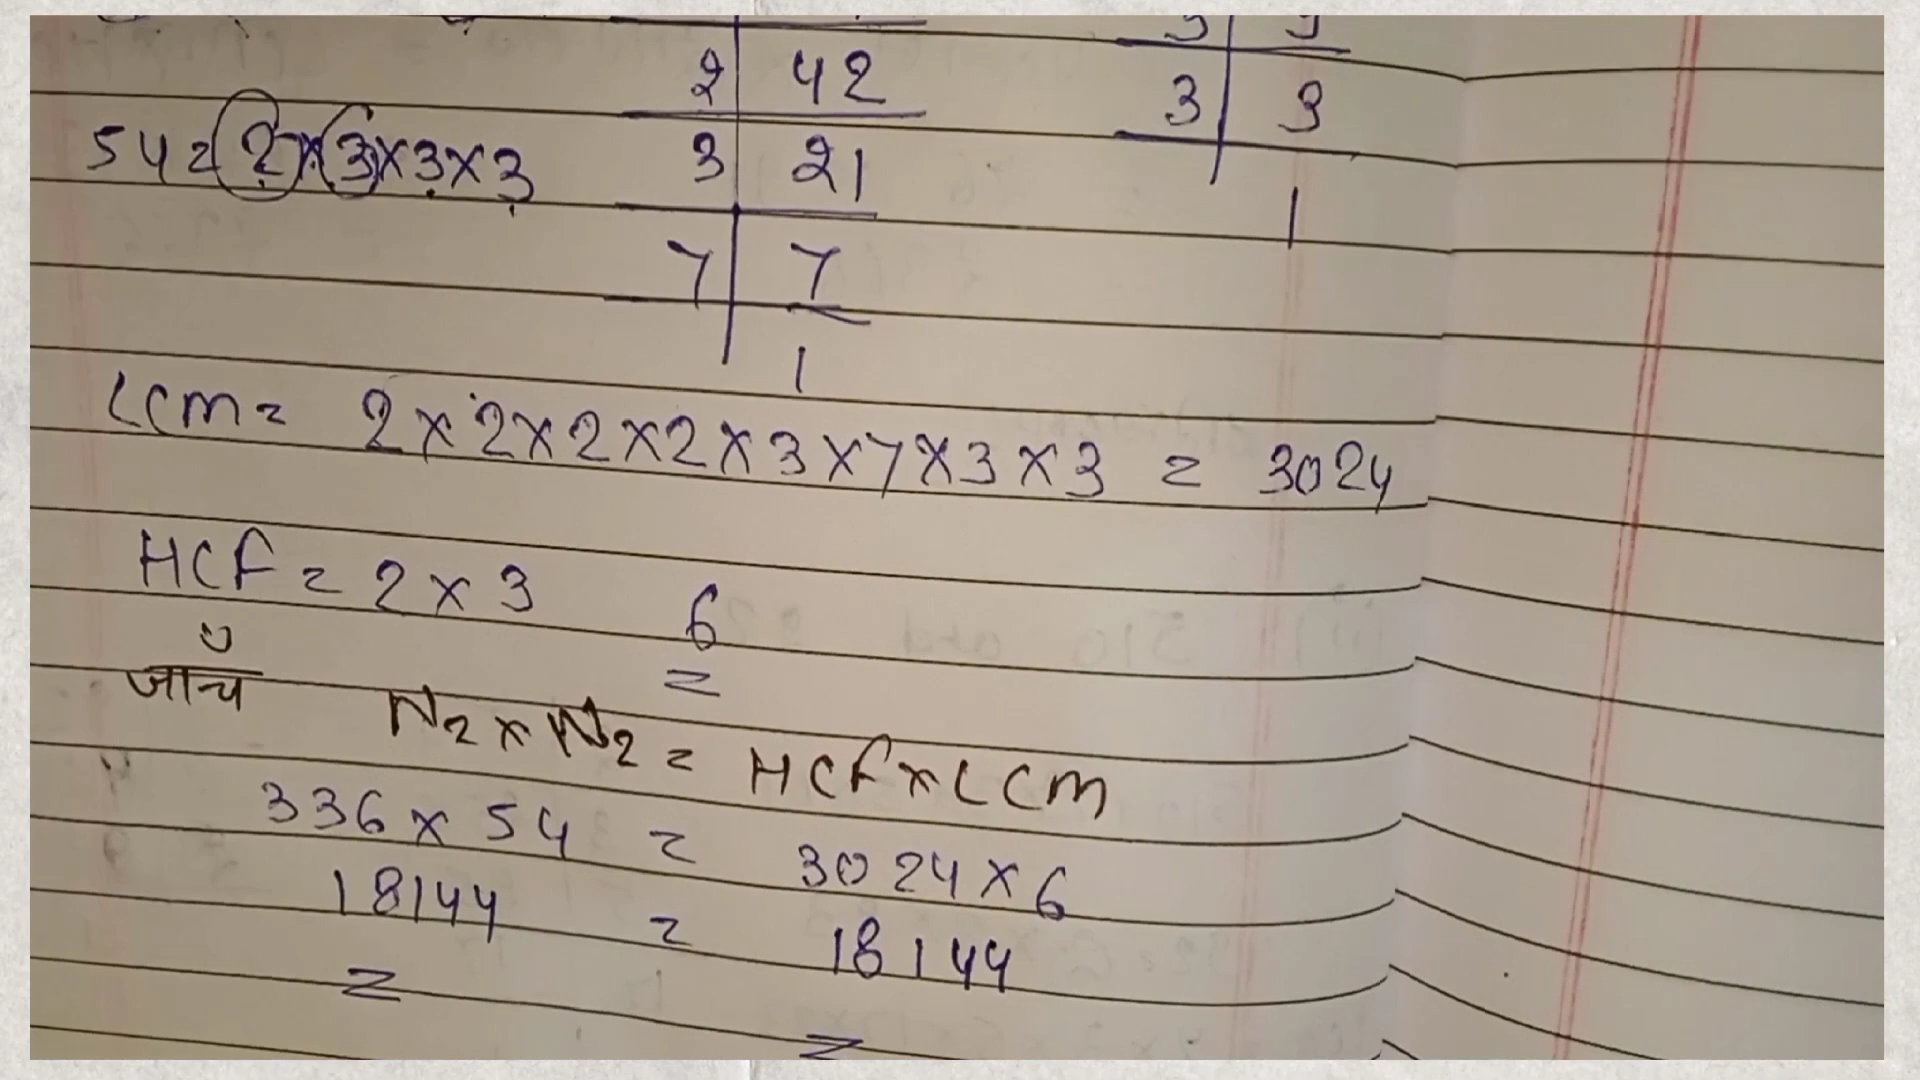 2 | 42
3 | 3
54 = 2 × 3 × 3 × 3
3 | 21
1
7 | 7
1
LCM = 2 × 2 × 2 × 2 × 3 × 7 × 3 × 3 = 3024
HCF = 2 × 3 6
जांच
N2 × N2 = HCF × LCM
336 × 54 = 3024 × 6
18144 = 18144